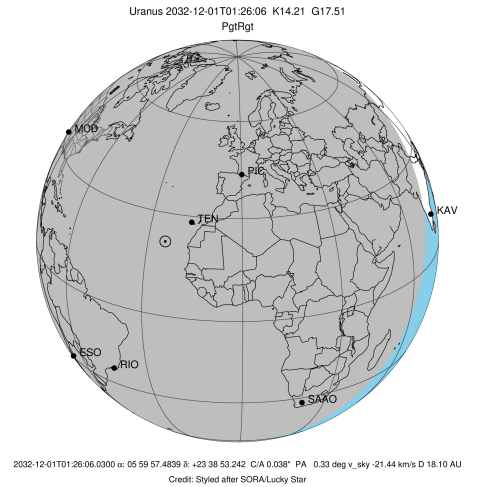 Uranus 2032-12-01T01:26:06 K14.21 G17.51
PgtRgt
MOD
PIC
KAV
TEN
ESO
RIO
SAAO
2032-12-01T01:26:06.0300 α: 05 59 57.4839 δ: +23 38 53.242 C/A 0.038" PA 0.33 deg v_sky -21.44 km/s D 18.10 AU
Credit: Styled after SORA/Lucky Star